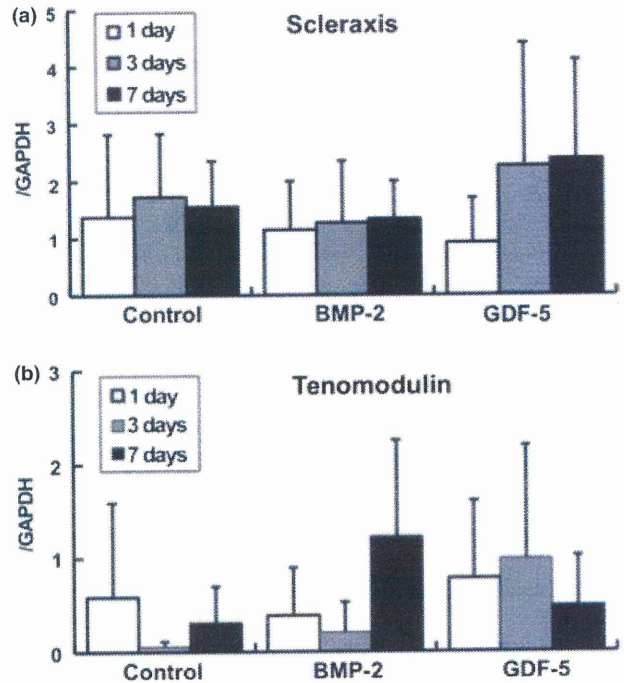 (a)
Scleraxis
1 day
3 days
7 days
/GAPDH
5
4
3
2
1
0
Control BMP-2 GDF-5
(b)
Tenomodulin
1 day
3 days
7 days
/GAPDH
3
2
1
0
Control BMP-2 GDF-5